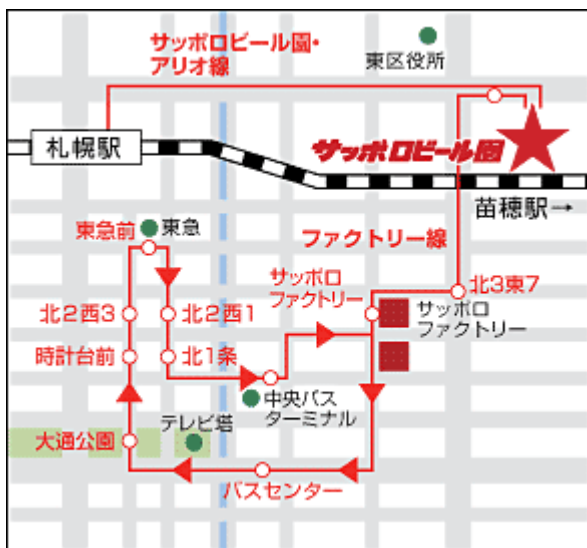 サッポロビール園・
アリオ線
東区役所
札幌駅
サッポロビール園
苗穂駅→
東急前
東急
ファクトリー線
サッポロ
ファクトリー
北3東7
北2西3
北2西1
サッポロ
ファクトリー
時計台前
北1条
中央バス
ターミナル
テレビ塔
大通公園
バスセンター